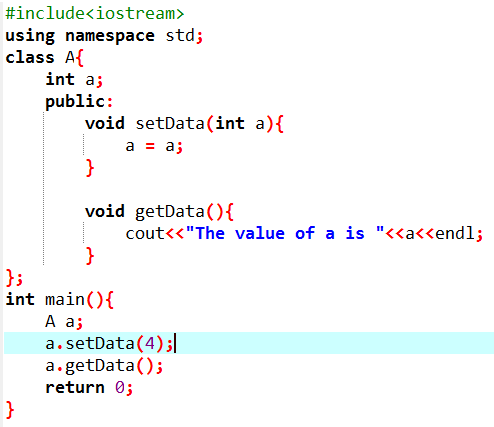 #include<iostream>
using namespace std;
class A{
    int a;
    public:
        void setData(int a){
            a = a;
        }

        void getData(){
            cout<<"The value of a is "<<a<<endl;
        }
};
int main(){
    A a;
    a.setData(4);
    a.getData();
    return 0;
}